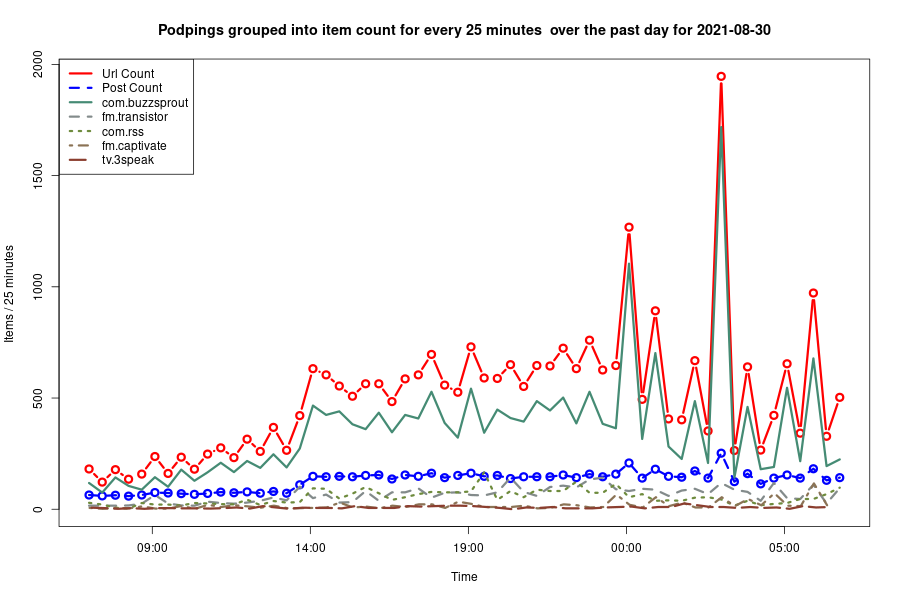 Podpings grouped into item count for every 25 minutes  over the past day for 2021-08-30
Url Count
Post Count
com.buzzsprout
fm.transistor
com.rss
fm.captivate
tv.3speak
Items / 25 minutes
2000
1500
1000
500
0
09:00 14:00 19:00 00:00 05:00
Time